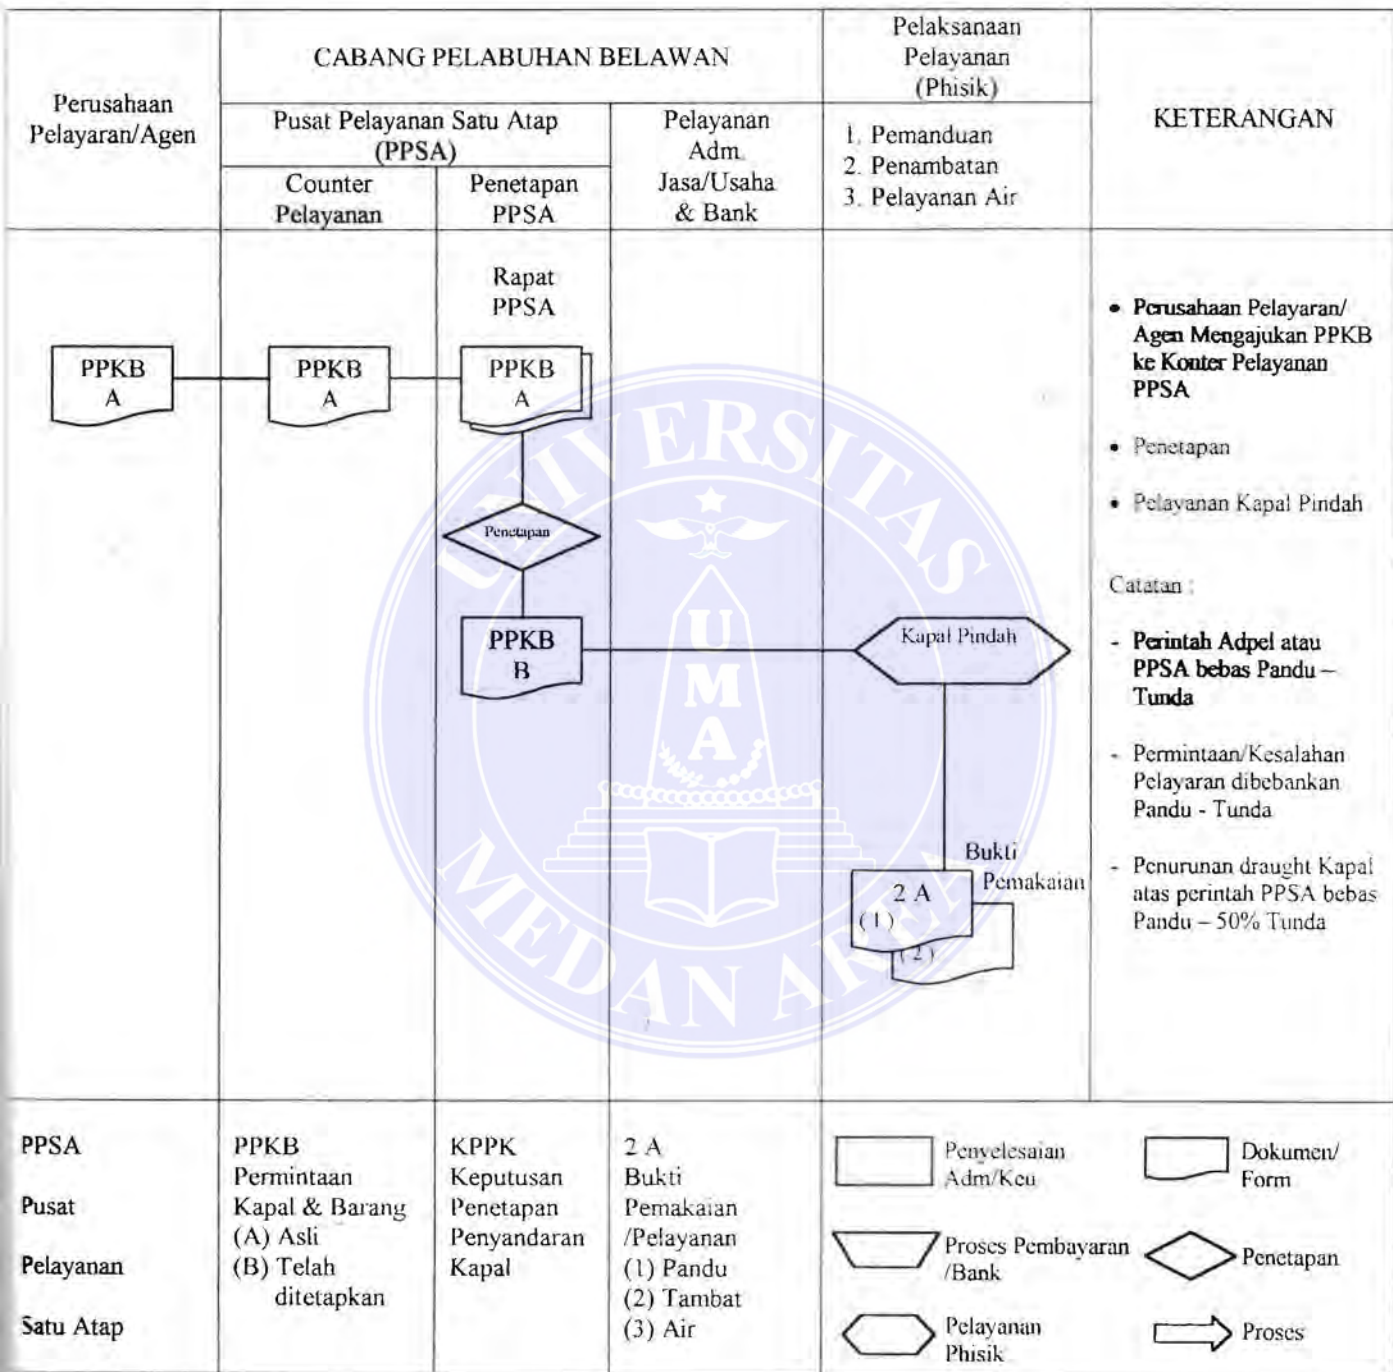 Perusahaan
Pelayaran/Agen
CABANG PELABUHAN BELAWAN
Pusat Pelayanan Satu Atap
(PPSA)
Counter
Pelayanan
Penetapan
PPSA
Pelayanan
Adm.
Jasa/Usaha
& Bank
Pelaksanaan
Pelayanan
(Phisik)
1. Pemanduan
2. Penambatan
3. Pelayanan Air
KETERANGAN
Rapat
PPSA
PPKB
A
PPKB
A
PPKB
A
Penetapan
PPKB
B
Kapal Pindah
Bukti
Pemakaian
2 A
(1)
(2)
• Perusahaan Pelayaran/
Agen Mengajukan PPKB
ke Konter Pelayanan
PPSA
• Penetapan
• Pelayanan Kapal Pindah
Catatan :
- Perintah Adpel atau
PPSA bebas Pandu –
Tunda
- Permintaan/Kesalahan
Pelayaran dibebankan
Pandu - Tunda
- Penurunan draught Kapal
atas perintah PPSA bebas
Pandu – 50% Tunda
UNIVERSITAS
UMA
MEDAN AREA
PPSA
Pusat
Pelayanan
Satu Atap
PPKB
Permintaan
Kapal & Barang
(A) Asli
(B) Telah
ditetapkan
KPPK
Keputusan
Penetapan
Penyandaran
Kapal
2 A
Bukti
Pemakaian
/Pelayanan
(1) Pandu
(2) Tambat
(3) Air
Penyelesaian
Adm/Keu
Dokumen/
Form
Proses Pembayaran
/Bank
Penetapan
Pelayanan
Phisik
Proses